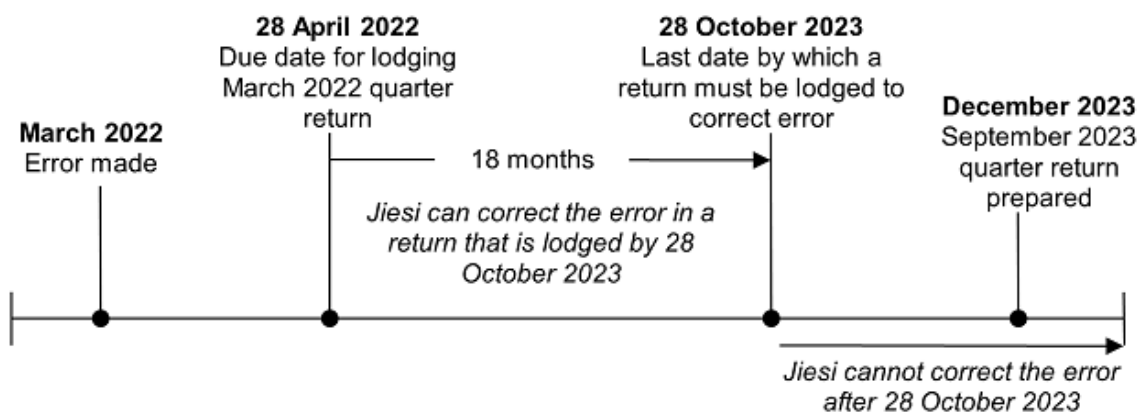 28 April 2022
Due date for lodging
March 2022 quarter
return
28 October 2023
Last date by which a
return must be lodged to
correct error
March 2022
Error made
December 2023
September 2023
quarter return
prepared
18 months
Jiesi can correct the error in a
return that is lodged by 28
October 2023
Jiesi cannot correct the error
after 28 October 2023